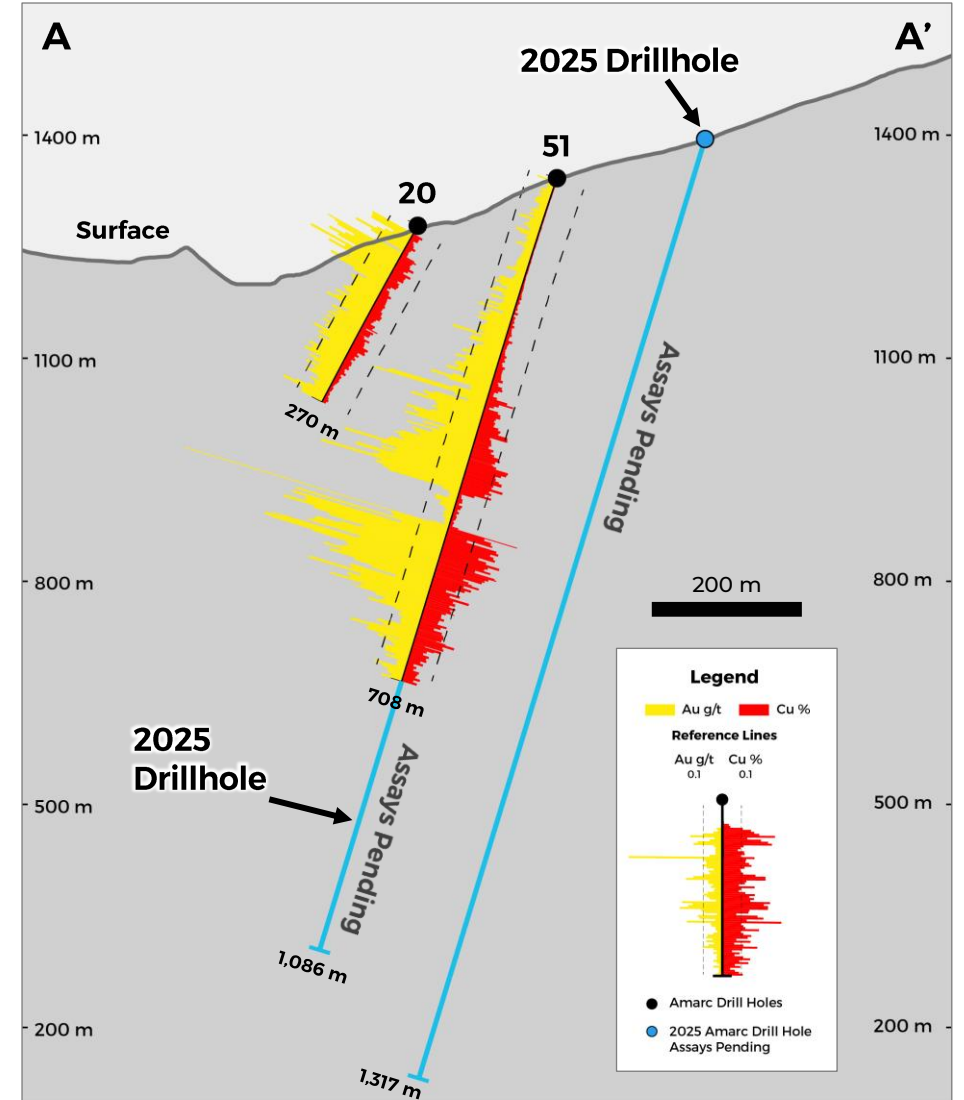 A
A’
2025 Drillhole
1400 m
1400 m
51
20
Surface
1100 m
1100 m
Assays Pending
270 m
800 m
800 m
200 m
708 m
2025
Drillhole
Assays Pending
500 m
500 m
1,086 m
200 m
200 m
1,317 m
Legend
Au g/t
Cu %
Reference Lines
Au g/t Cu %
0.1 0.1
Amarc Drill Holes
2025 Amarc Drill Hole
Assays Pending